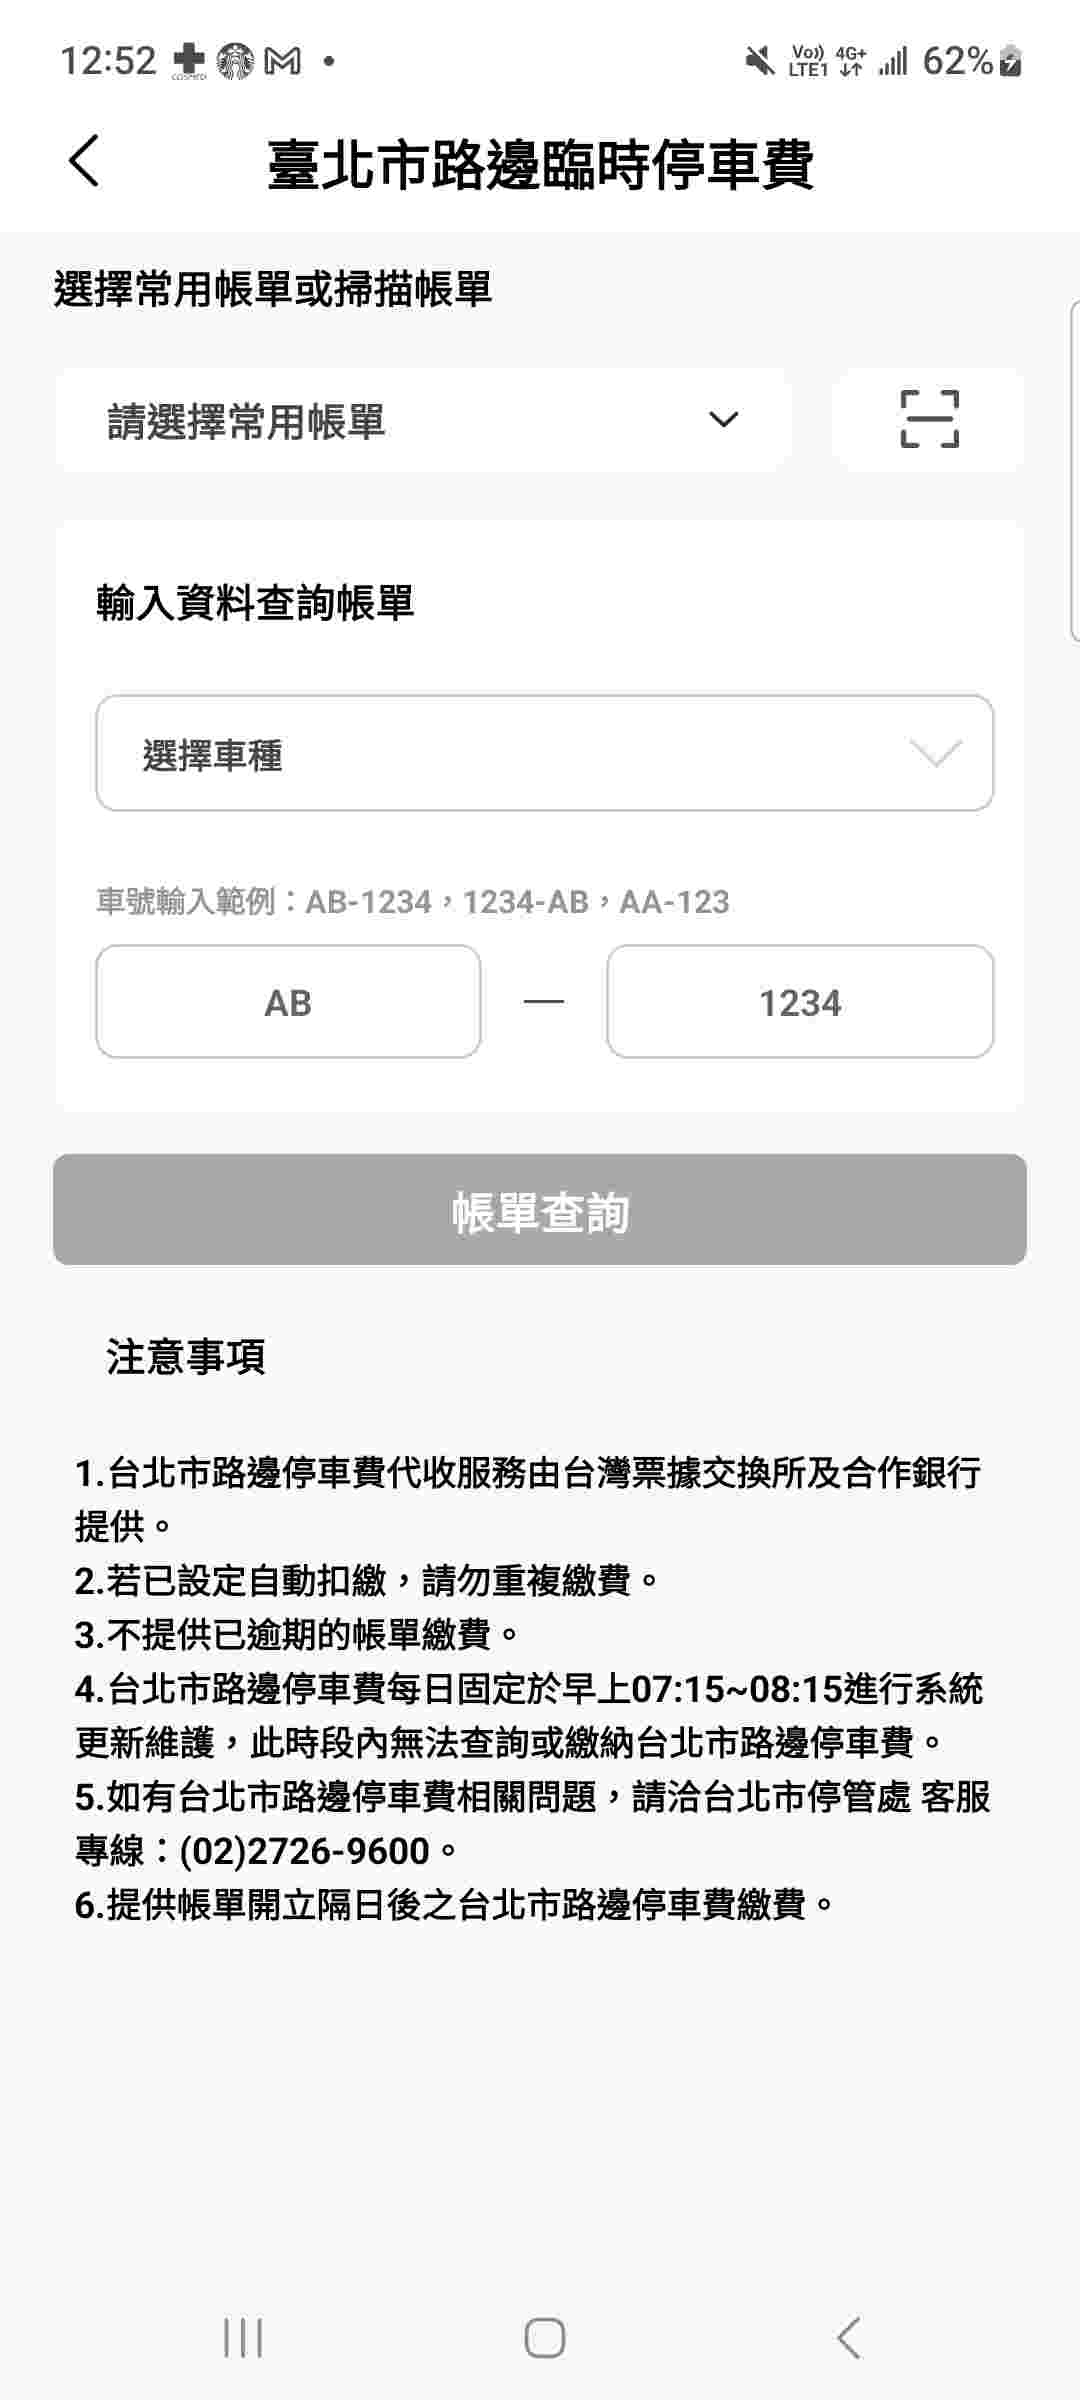 12:52
COSMED
Vo)) LTE1 4G+ 62%
臺北市路邊臨時停車費
選擇常用帳單或掃描帳單
請選擇常用帳單
輸入資料查詢帳單
選擇車種
車號輸入範例：AB-1234，1234-AB，AA-123
AB — 1234
帳單查詢
注意事項
1.台北市路邊停車費代收服務由台灣票據交換所及合作銀行
提供。
2.若已設定自動扣繳，請勿重複繳費。
3.不提供已逾期的帳單繳費。
4.台北市路邊停車費每日固定於早上07:15~08:15進行系統
更新維護，此時段內無法查詢或繳納台北市路邊停車費。
5.如有台北市路邊停車費相關問題，請洽台北市停管處 客服
專線：(02)2726-9600。
6.提供帳單開立隔日後之台北市路邊停車費繳費。